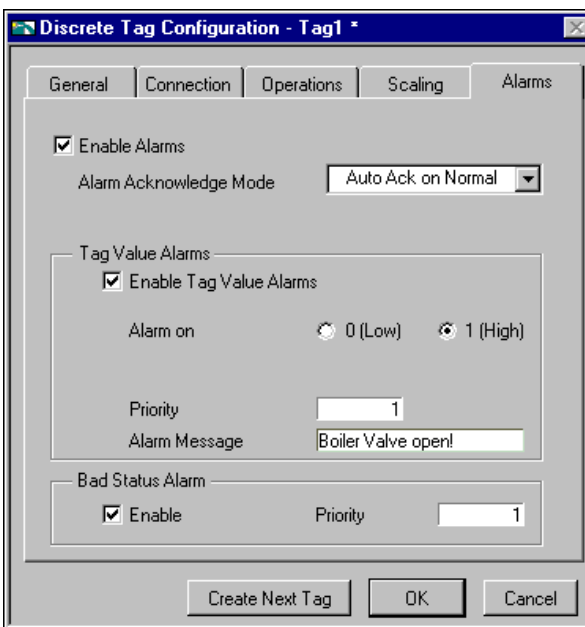 Discrete Tag Configuration - Tag1 *
General Connection Operations Scaling Alarms
Enable Alarms
Alarm Acknowledge Mode Auto Ack on Normal
Tag Value Alarms
Enable Tag Value Alarms
Alarm on 0 (Low) 1 (High)
Priority 1
Alarm Message Boiler Valve open!
Bad Status Alarm
Enable Priority 1
Create Next Tag OK Cancel